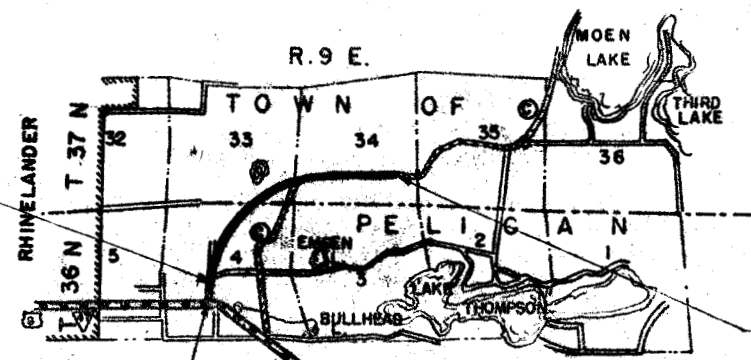 R. 9 E.
MOEN
LAKE
TOWN OF
THIRD
LAKE
RHINELANDER
T 37 N
32
33
34
35
C
36
T 36 N
PELICAN
5
4
C
EMDEN
3
2
1
LAKE
THOMPSON
BULLHEAD